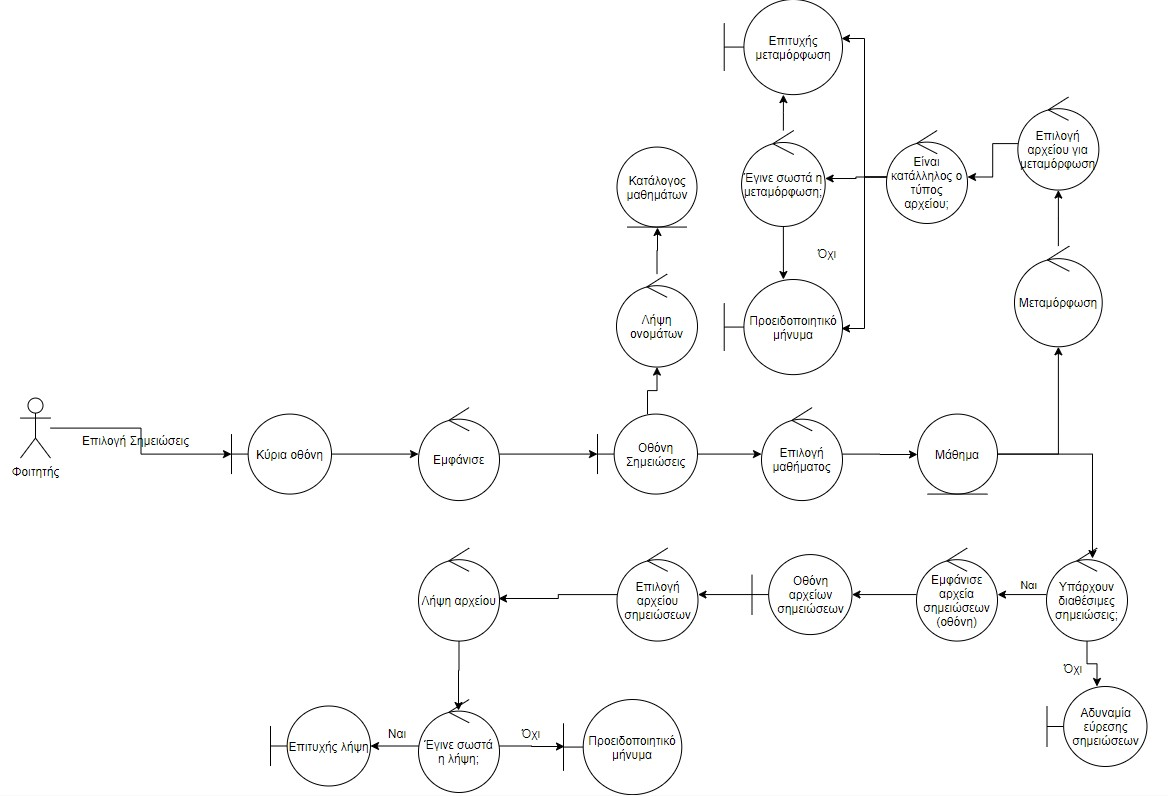 Επιτυχής
μεταμόρφωση
Επιλογή
αρχείου για
μεταμόρφωση
Είναι
κατάλληλος ο
τύπος
αρχείου;
Έγινε σωστά η
μεταμόρφωση;
Κατάλογος
μαθημάτων
Όχι
Μεταμόρφωση
Λήψη
ονομάτων
Προειδοποιητικό
μήνυμα
Φοιτητής
Επιλογή Σημειώσεις
Κύρια οθόνη
Εμφάνισε
Οθόνη
Σημειώσεις
Επιλογή
μαθήματος
Μάθημα
Υπάρχουν
διαθέσιμες
σημειώσεις;
Ναι
Εμφάνισε
αρχεία
σημειώσεων
(οθόνη)
Οθόνη
αρχείων
σημειώσεων
Επιλογή
αρχείου
σημειώσεων
Λήψη αρχείου
Όχι
Αδυναμία
εύρεσης
σημειώσεων
Επιτυχής λήψη
Ναι
Έγινε σωστά
η λήψη;
Όχι
Προειδοποιητικό
μήνυμα